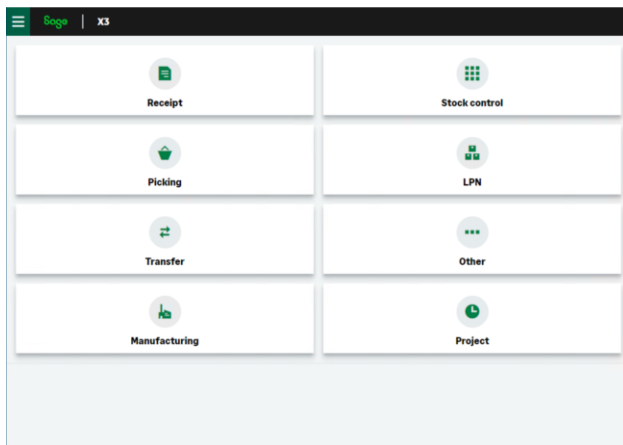 Sage X3
Receipt
Stock control
Picking
LPN
Transfer
Other
Manufacturing
Project